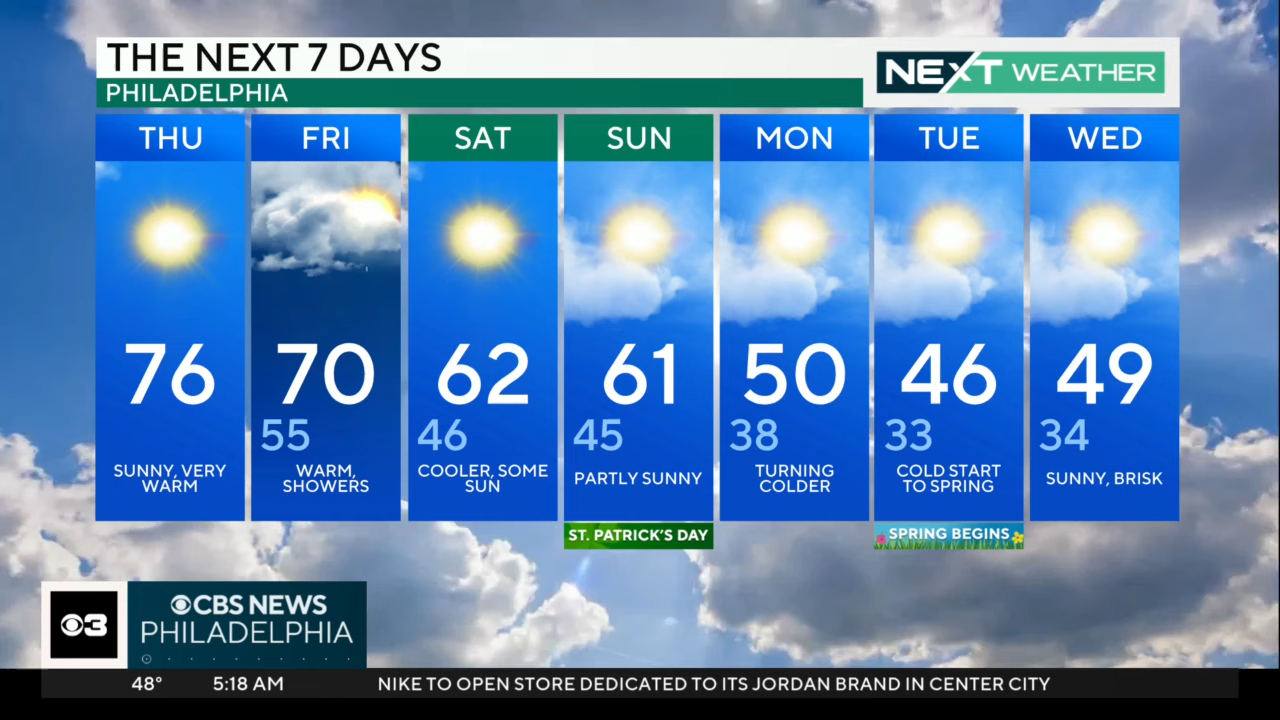 THE NEXT 7 DAYS
NEXT WEATHER
PHILADELPHIA
THU
FRI
SAT
SUN
MON
TUE
WED
76
70
62
61
50
46
49
55
46
45
38
33
34
SUNNY, VERY
WARM
WARM,
SHOWERS
COOLER, SOME
SUN
PARTLY SUNNY
TURNING
COLDER
COLD START
TO SPRING
SUNNY, BRISK
ST. PATRICK'S DAY
SPRING BEGINS
3
CBS NEWS
PHILADELPHIA
48° 5:18 AM NIKE TO OPEN STORE DEDICATED TO ITS JORDAN BRAND IN CENTER CITY